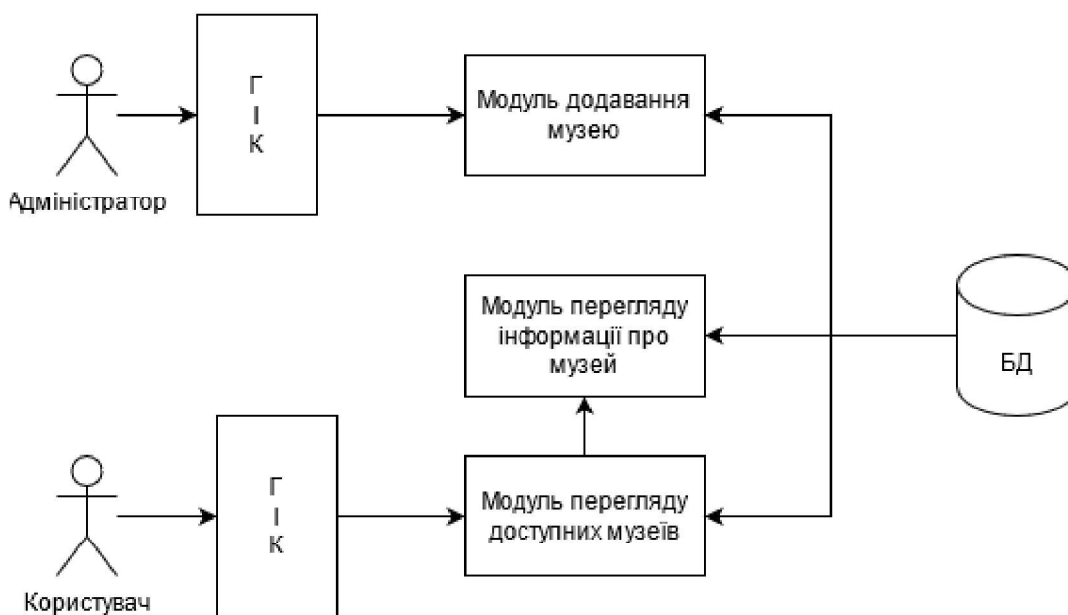 Г
І
К
Модуль додавання
музею
Адміністратор
Модуль перегляду
інформації про
музей
БД
Г
І
К
Модуль перегляду
доступних музеїв
Користувач